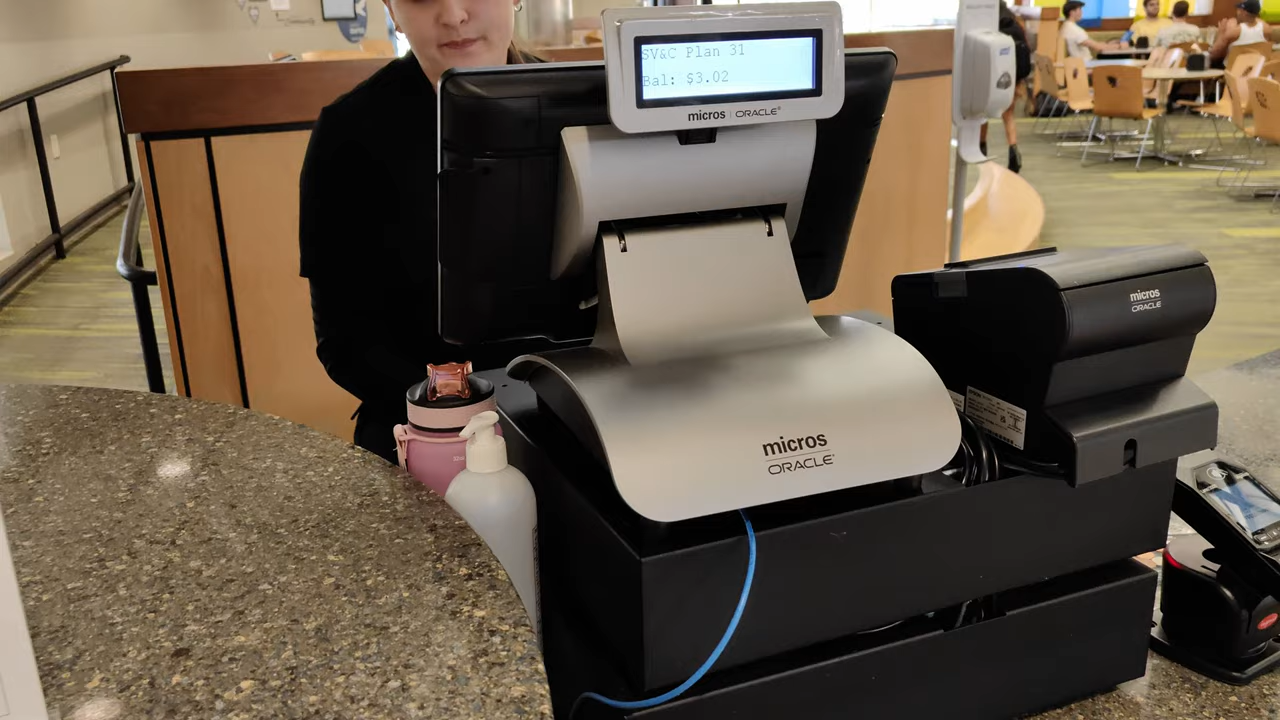 SV&C Plan 31
Bal: $3.02
micros | ORACLE
micros
ORACLE
micros
ORACLE